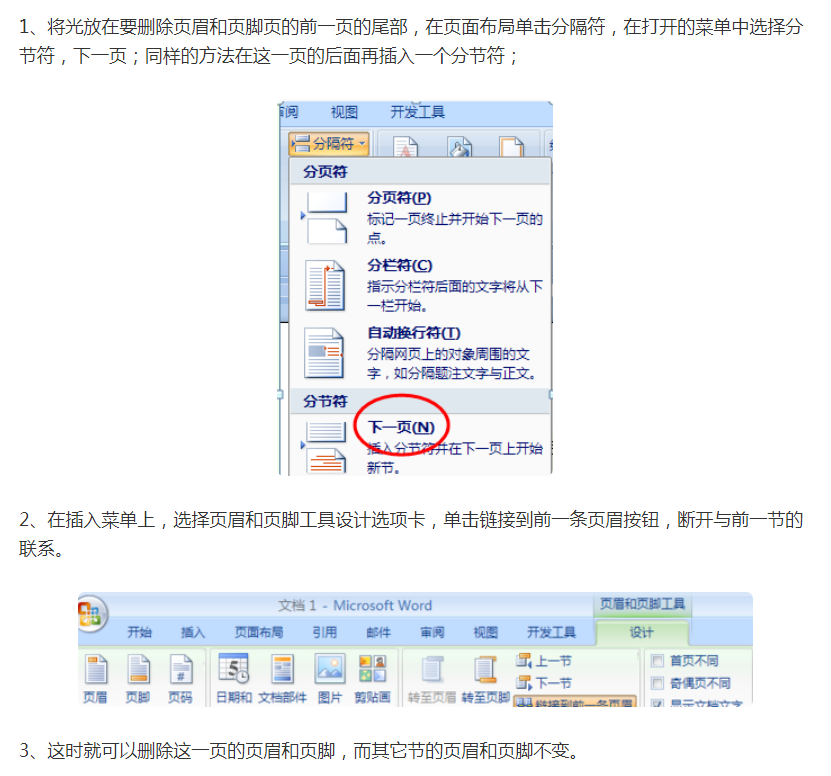 1、将光放在要删除页眉和页脚页的前一页的尾部，在页面布局单击分隔符，在打开的菜单中选择分
节符，下一页；同样的方法在这一页的后面再插入一个分节符；
审阅 视图 开发工具
分隔符
分页符
分页符(P)
标记一页终止并开始下一页的
点。
分栏符(C)
指示分栏符后面的文字将从下
一栏开始。
自动换行符(T)
分隔网页上的对象周围的文
字，如分隔题注文字与正文。
分节符
下一页(N)
插入分节符并在下一页上开始
新节。
2、在插入菜单上，选择页眉和页脚工具设计选项卡，单击链接到前一条页眉按钮，断开与前一节的
联系。
文档 1 - Microsoft Word 页眉和页脚工具
开始 插入 页面布局 引用 邮件 审阅 视图 开发工具 设计
上一节 首页不同
下一节 奇偶页不同
页眉 页脚 页码 日期和 文档部件 图片 剪贴画 转至页眉 转至页脚
链接到前一条页眉 显示文档文字
3、这时就可以删除这一页的页眉和页脚，而其它节的页眉和页脚不变。